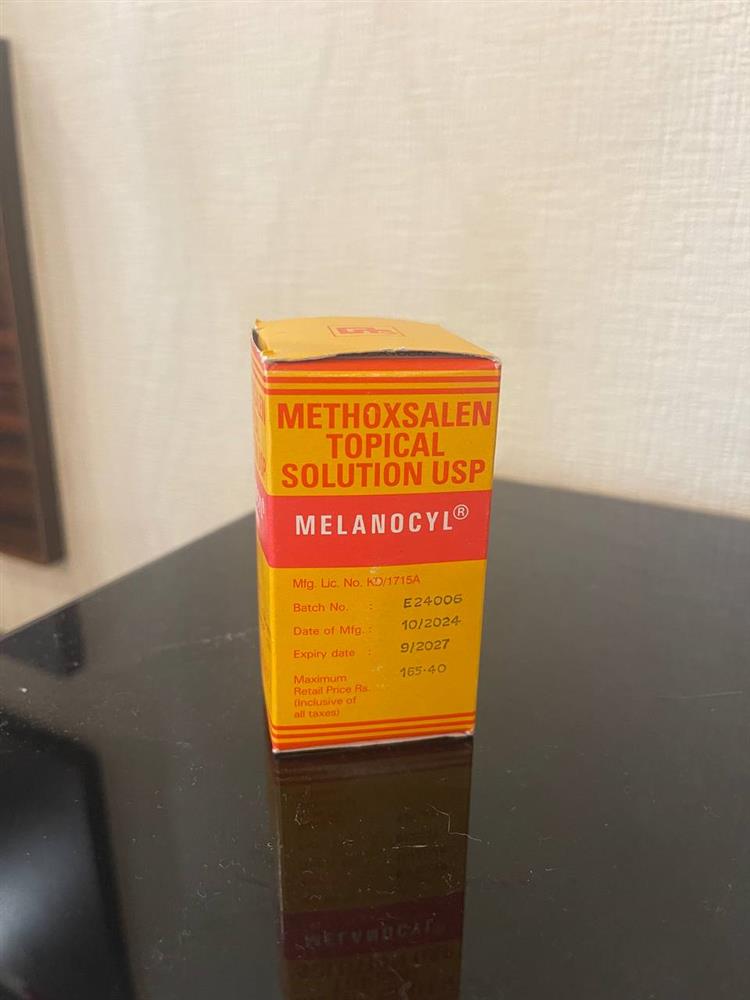 METHOXSALEN
TOPICAL
SOLUTION USP
MELANOCYL®
Mfg. Lic. No. KD/1715A
Batch No. : E24006
Date of Mfg. : 10/2024
Expiry date : 9/2027
Maximum 165.40
Retail Price Rs.
(Inclusive of
all taxes)